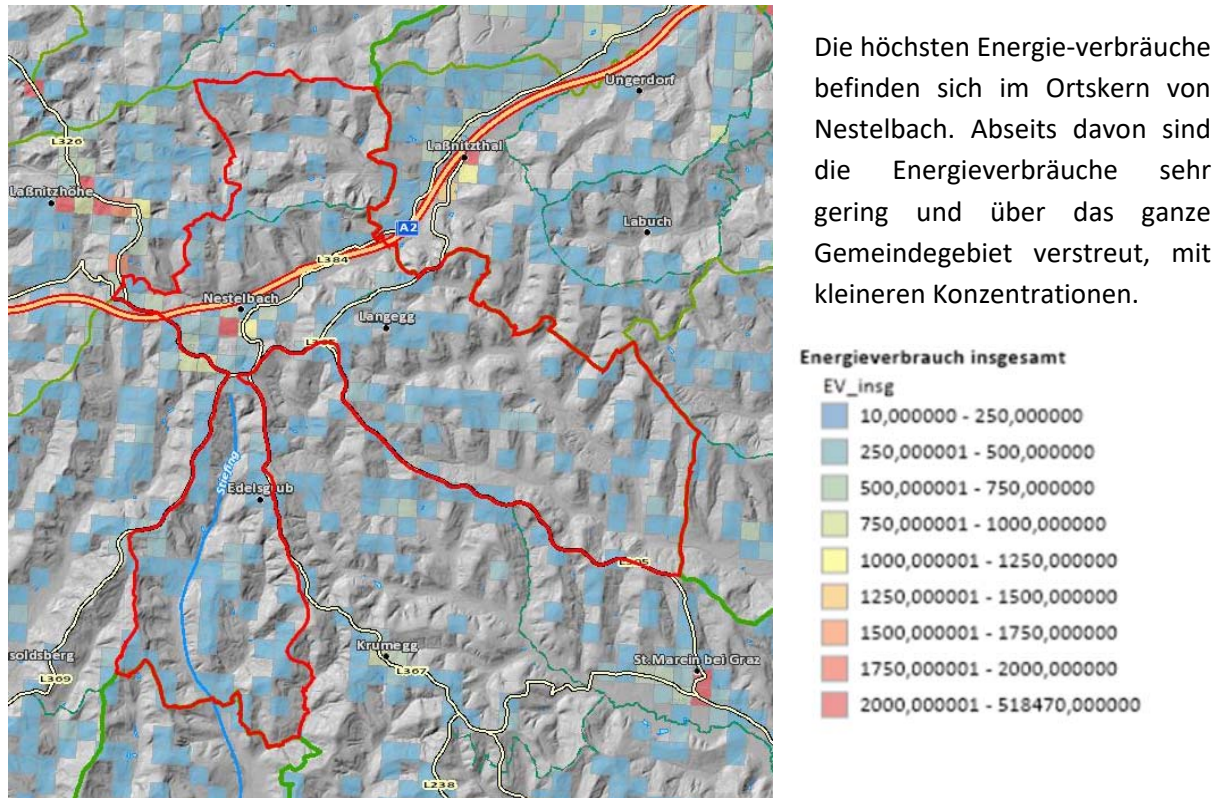 Ungerdorf
L326
Laßnitzthal
Laßnitzhöhe
Labuch
A2
L384
Nestelbach
Langegg
Stiefing
Edelsgrub
Krumegg
St.Marein bei Graz
L367
soldsberg
L369
L238
Die höchsten Energie-verbräuche
befinden sich im Ortskern von
Nestelbach. Abseits davon sind
die Energieverbräuche sehr
gering und über das ganze
Gemeindegebiet verstreut, mit
kleineren Konzentrationen.
Energieverbrauch insgesamt
EV_insg
10,000000 - 250,000000
250,000001 - 500,000000
500,000001 - 750,000000
750,000001 - 1000,000000
1000,000001 - 1250,000000
1250,000001 - 1500,000000
1500,000001 - 1750,000000
1750,000001 - 2000,000000
2000,000001 - 518470,000000